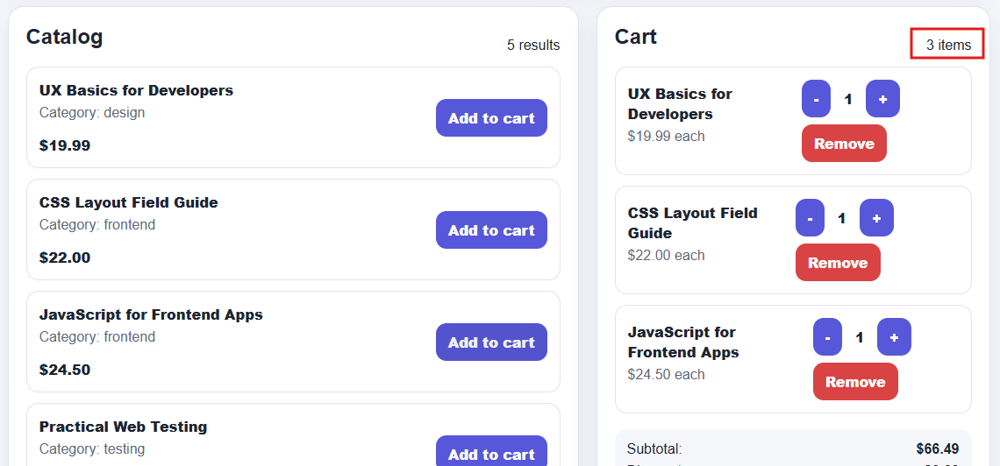 Catalog
5 results
UX Basics for Developers
Category: design
$19.99
Add to cart
CSS Layout Field Guide
Category: frontend
$22.00
Add to cart
JavaScript for Frontend Apps
Category: frontend
$24.50
Add to cart
Practical Web Testing
Category: testing
Add to cart
Cart
3 items
UX Basics for
Developers
$19.99 each
- 1 +
Remove
CSS Layout Field
Guide
$22.00 each
- 1 +
Remove
JavaScript for
Frontend Apps
$24.50 each
- 1 +
Remove
Subtotal: $66.49